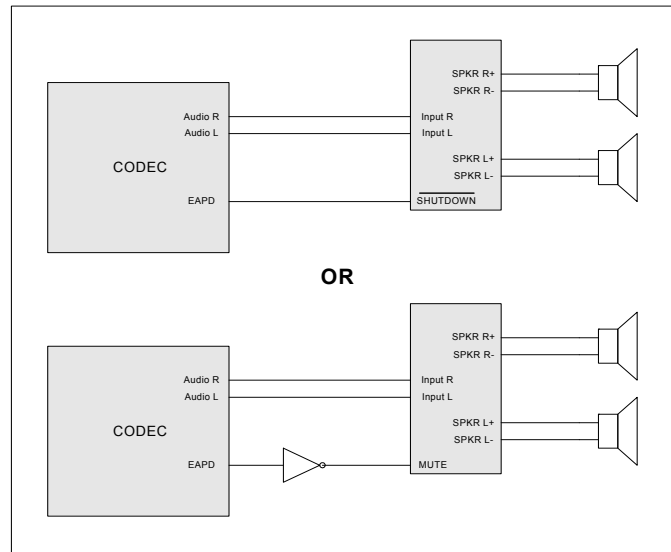 SPKR R+
SPKR R-
Audio R
Input R
Audio L
Input L
CODEC
SPKR L+
SPKR L-
EAPD
SHUTDOWN
OR
SPKR R+
SPKR R-
Audio R
Input R
Audio L
Input L
CODEC
SPKR L+
SPKR L-
EAPD
MUTE